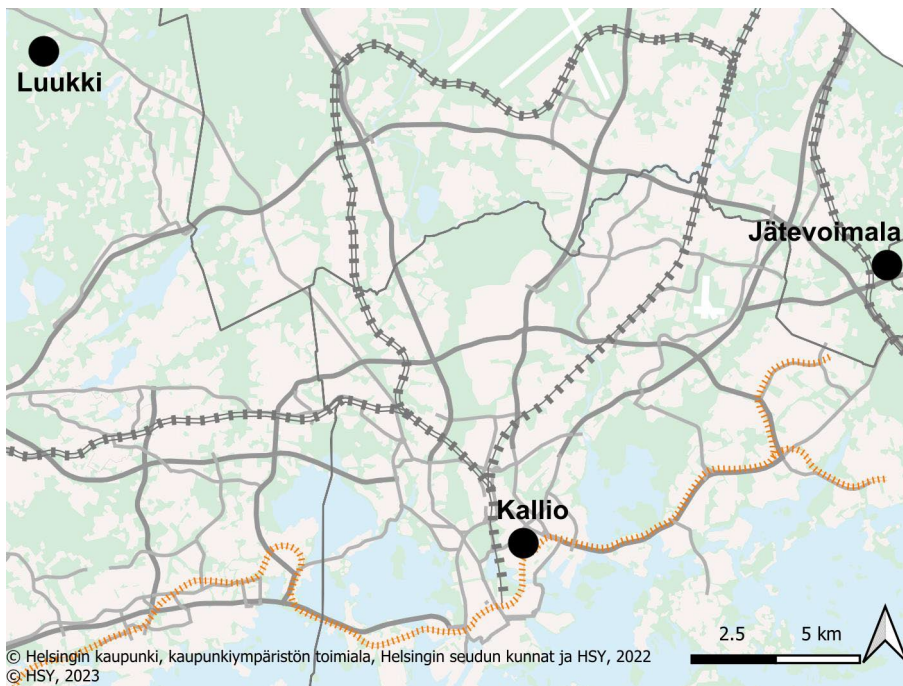 Luukki
Jätevoimala
Kallio
2.5 5 km
© Helsingin kaupunki, kaupunkiympäristön toimiala, Helsingin seudun kunnat ja HSY, 2022
© HSY, 2023